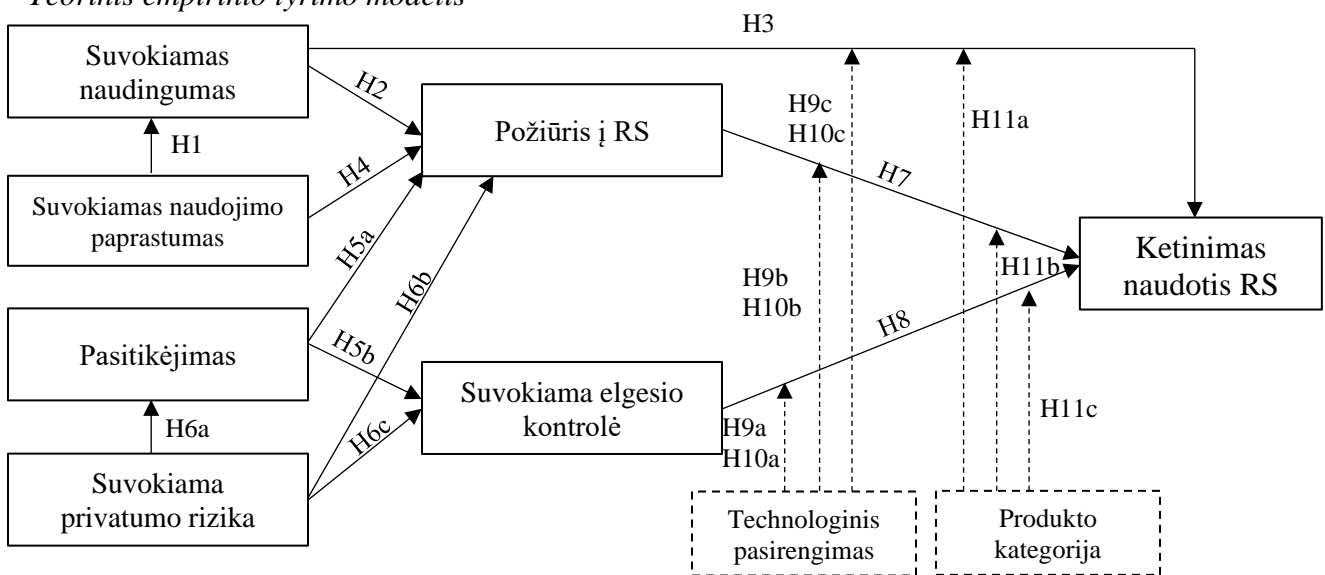 Teorinis empirinio tyrimo modelis
H3
Suvokiamas
naudingumas
H2
Požiūris į RS
H9c
H10c
H11a
H1
H4
H7
Suvokiamas naudojimo
paprastumas
H5a
H6b
Ketinimas
naudotis RS
H11b
H9b
H10b
H8
Pasitikėjimas
H5b
Suvokiama elgesio
kontrolė
H11c
H6a
H6c
H9a
H10a
Suvokiama
privatumo rizika
Technologinis
pasirengimas
Produkto
kategorija